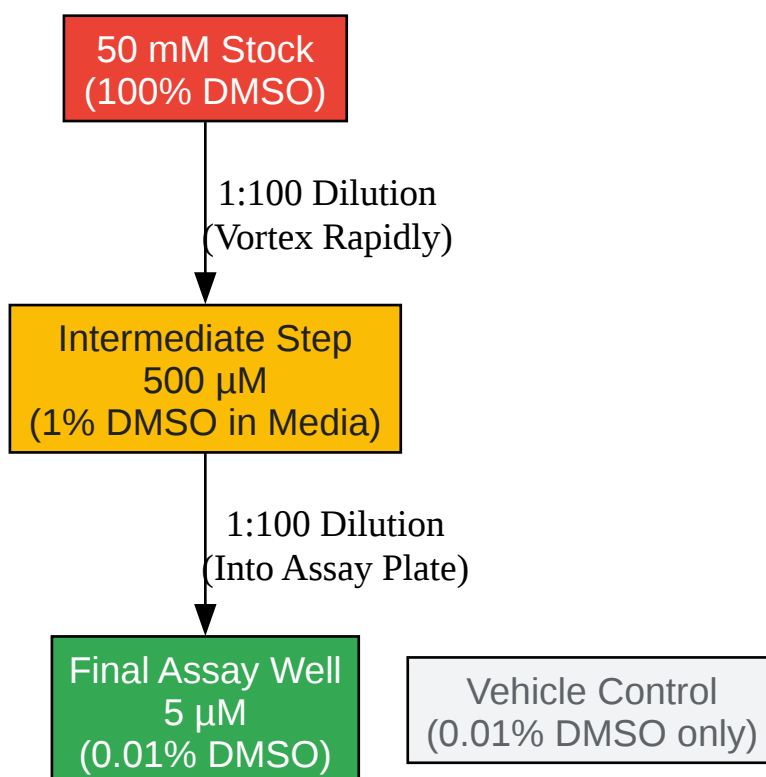 50 mM Stock
(100% DMSO)
1:100 Dilution
(Vortex Rapidly)
Intermediate Step
500 µM
(1% DMSO in Media)
1:100 Dilution
(Into Assay Plate)
Final Assay Well
5 µM
(0.01% DMSO)
Vehicle Control
(0.01% DMSO only)